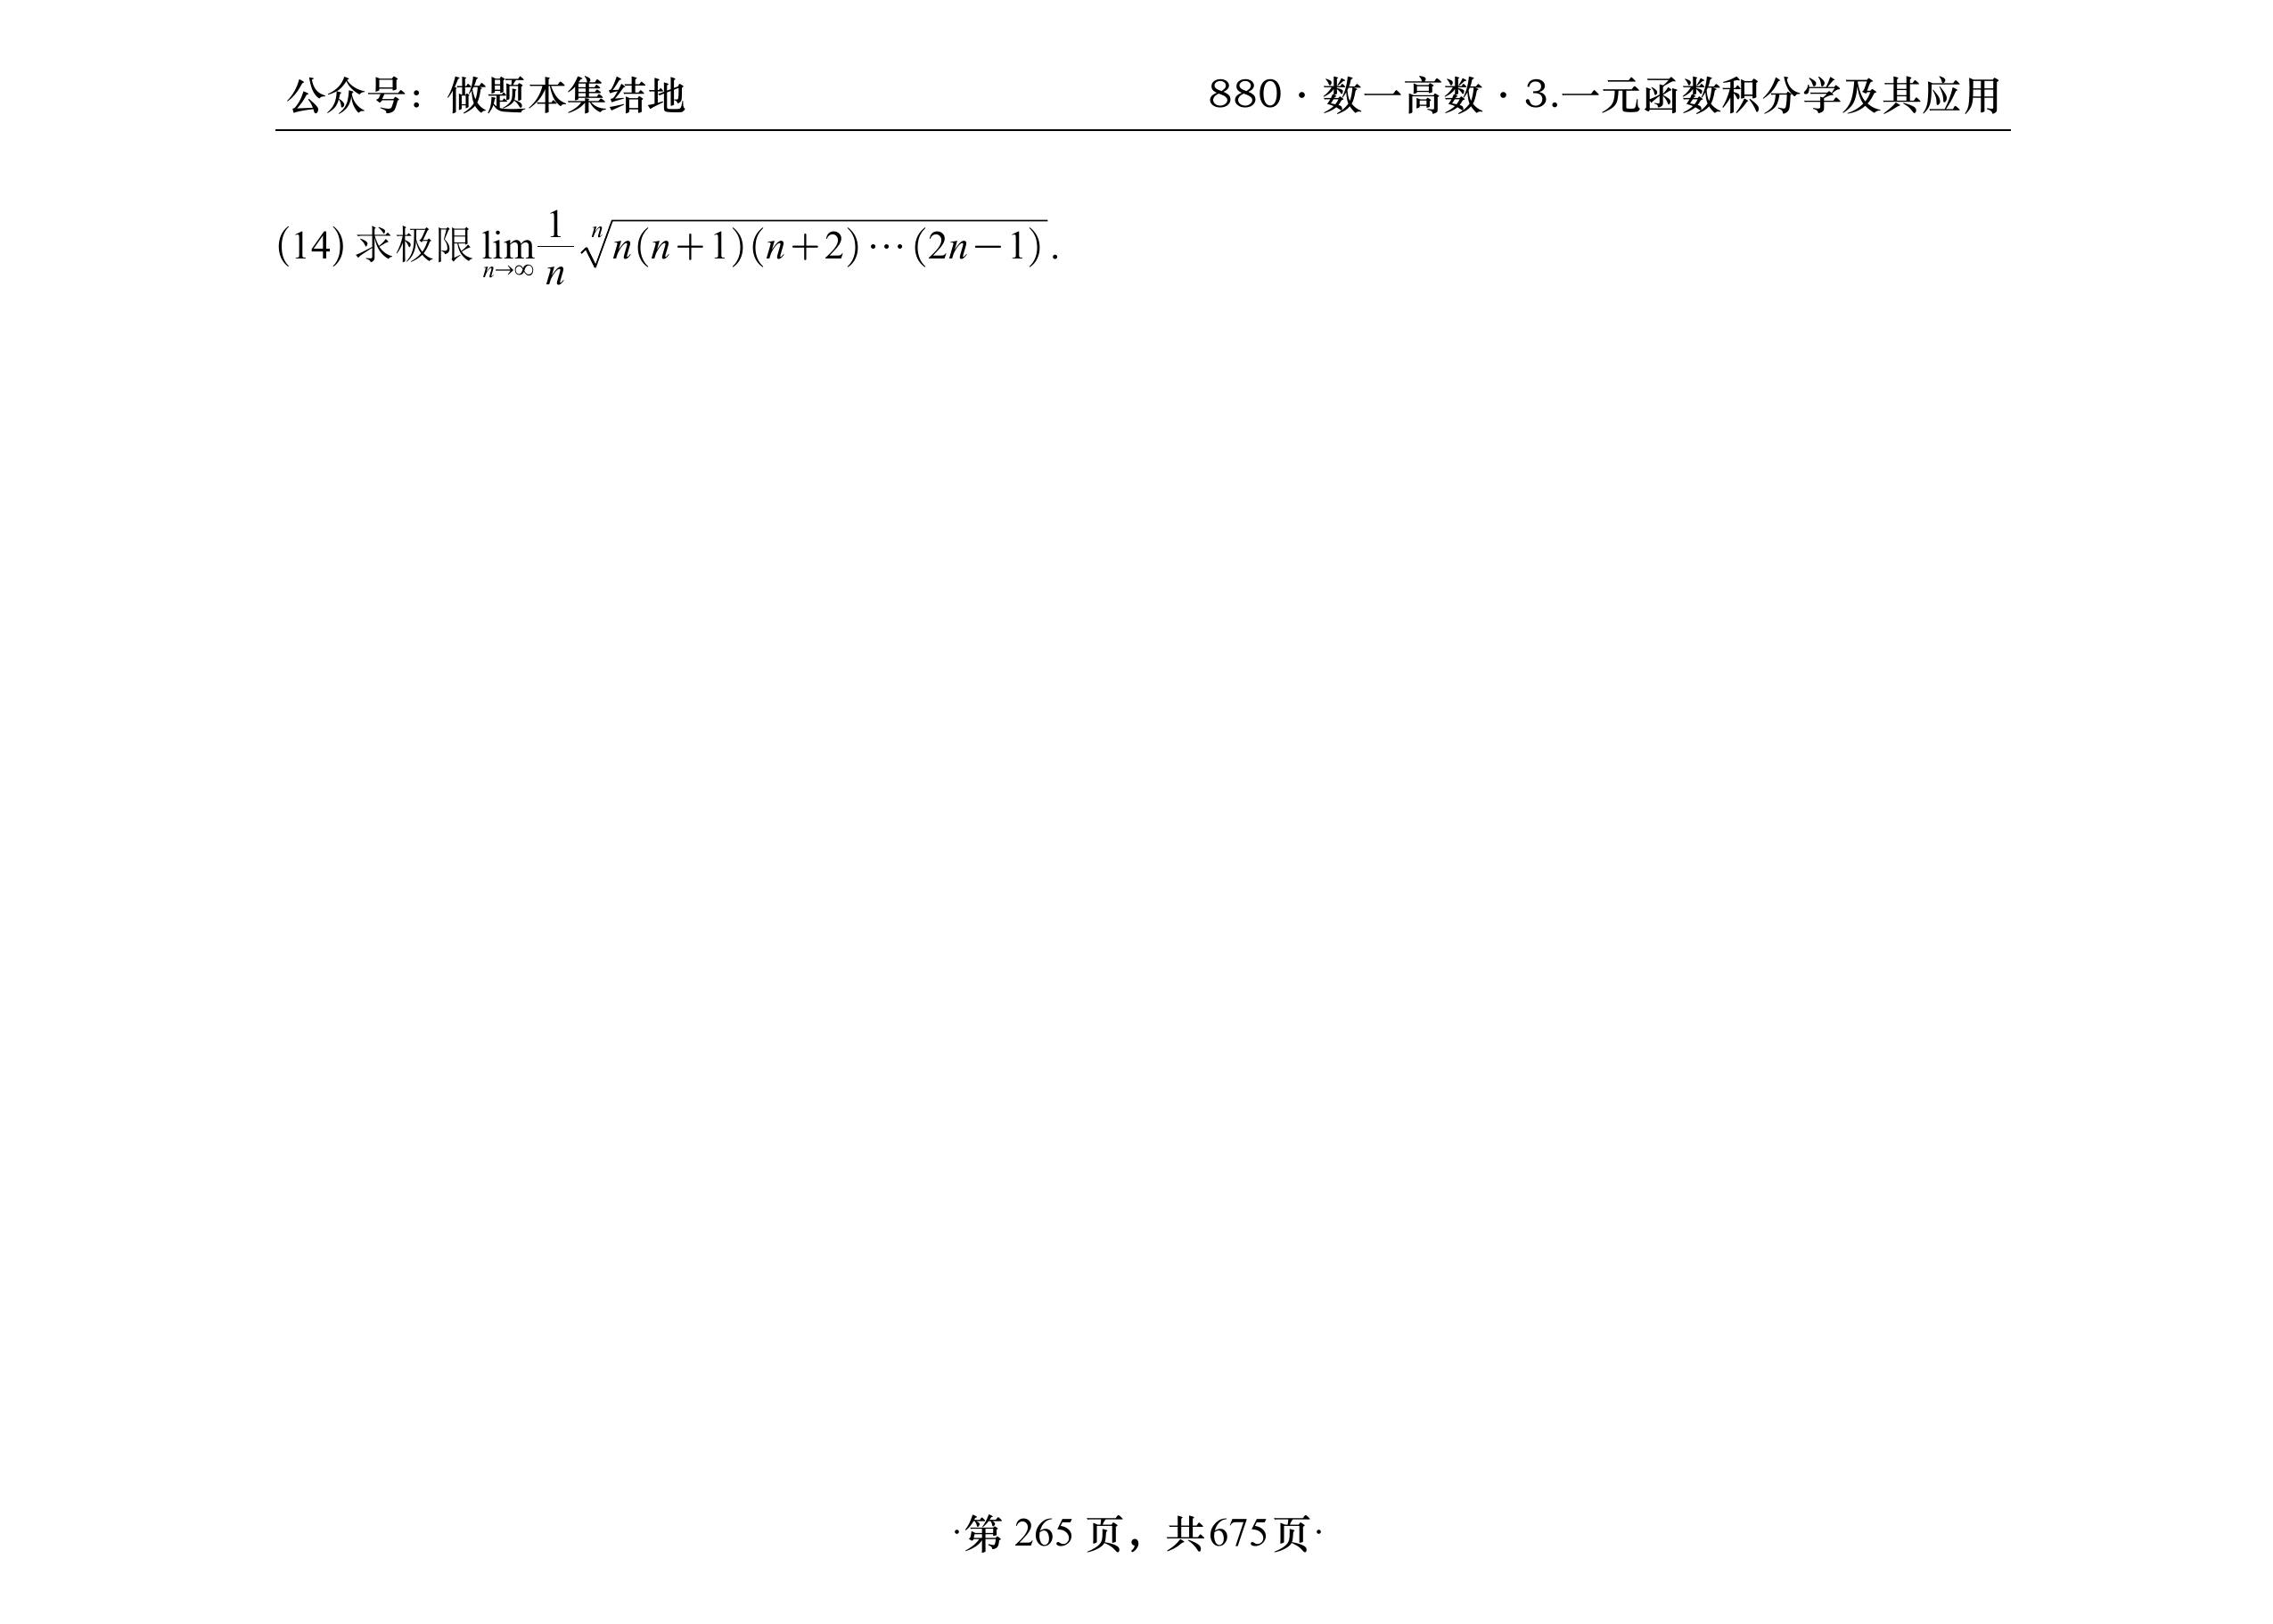 公众号：做题本集结地
880·数一高数·3.一元函数积分学及其应用
(14) 求极限 $\lim\limits_{n\to\infty}\frac{1}{n}\sqrt[n]{n(n+1)(n+2)\cdots(2n-1)}$.
·第 265 页，共675页·